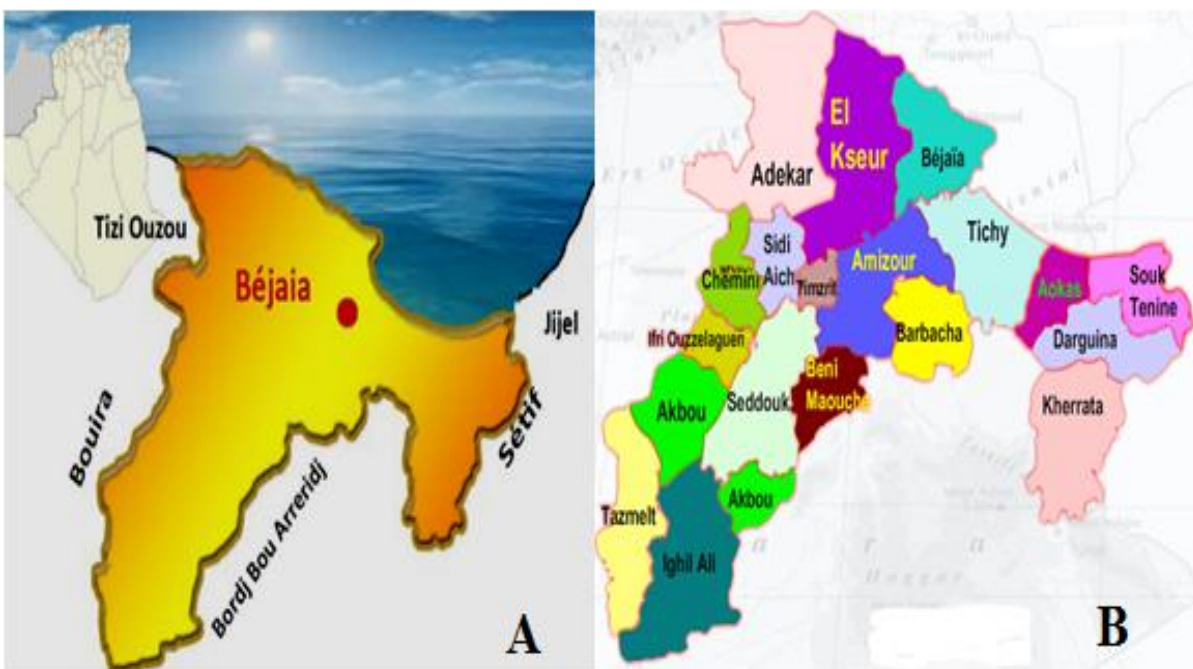 Tizi Ouzou
Béjaia
Jijel
Bouira
Sétif
Bordj Bou Arreridj
A
El
Kseur
Béjaïa
Adekar
Sidi
Aich
Tichy
Amizour
Chemini
Timzrit
Aokas
Souk
Tenine
Ifri Ouzzelaguen
Barbacha
Darguina
Beni
Maouche
Akbou
Seddouk
Kherrata
Akbou
Tazmelt
Ighil Ali
B